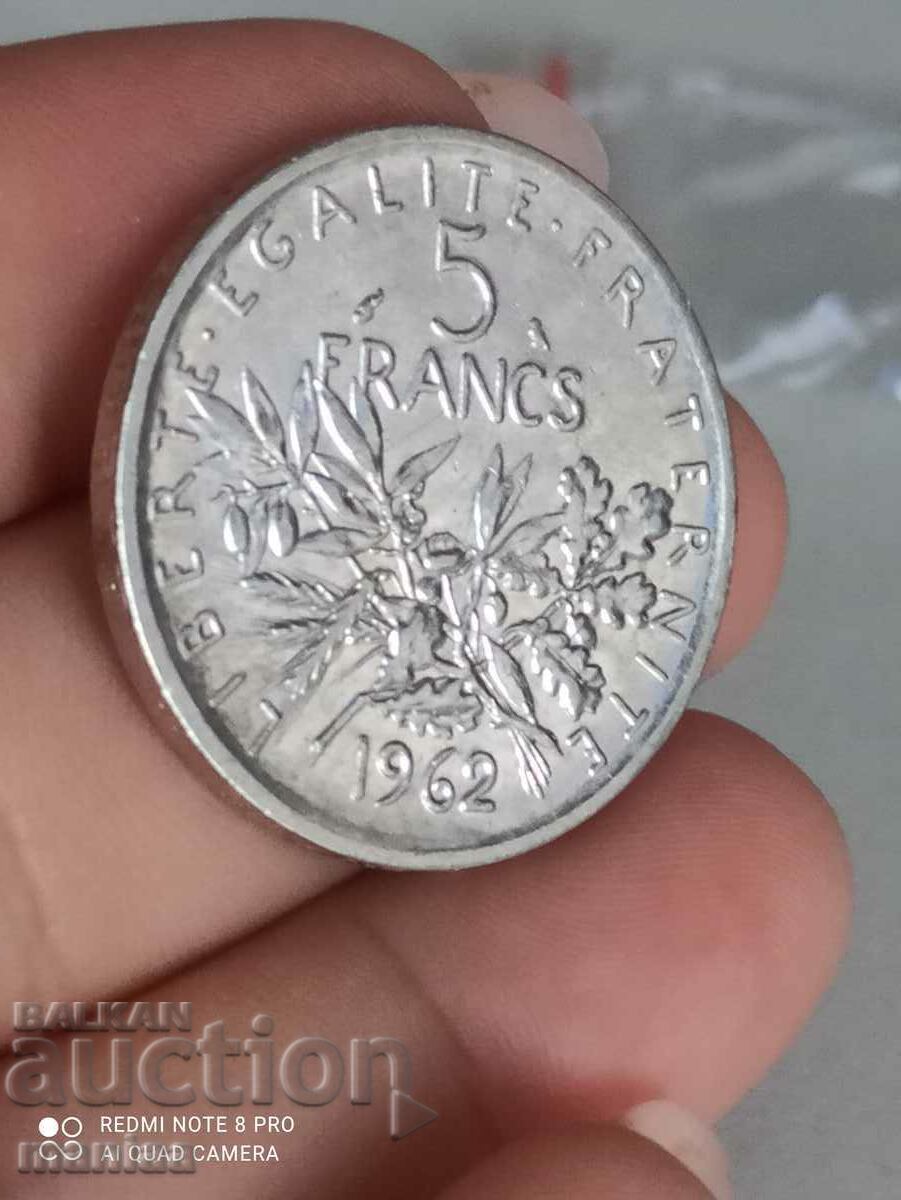 LIBERTE · EGALITE · FRATERNITE
5
FRANCS
1962
BALKAN
auction
REDMI NOTE 8 PRO
AI QUAD CAMERA